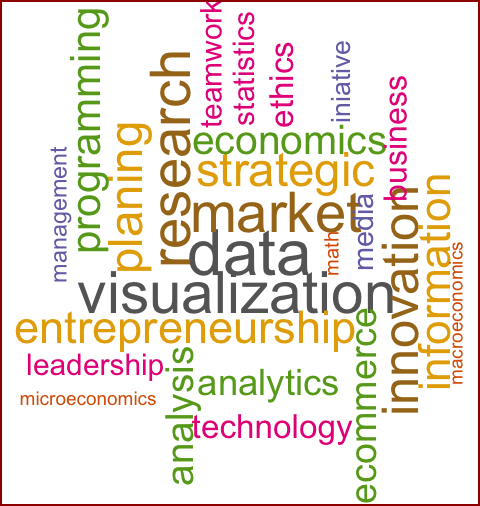 programming
research
teamwork
statistics
ethics
iniative
business
economics
planing
strategic
management
market
math
media
data
innovation
information
macroeconomics
visualization
entrepreneurship
leadership
analysis
analytics
ecommerce
microeconomics
technology